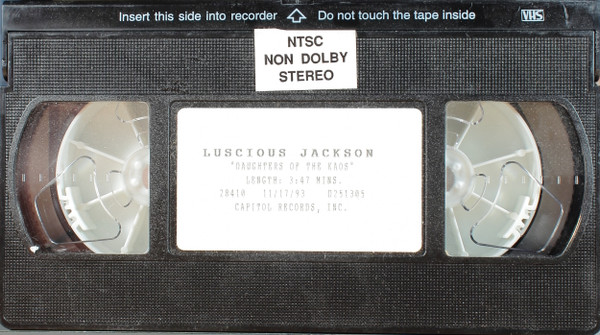 Insert this side into recorder Do not touch the tape inside VHS
NTSC
NON DOLBY
STEREO
LUSCIOUS JACKSON
"DAUGHTERS OF THE KAOS"
LENGTH: 3:47 MINS.
28410 11/17/93 D251305
CAPITOL RECORDS, INC.